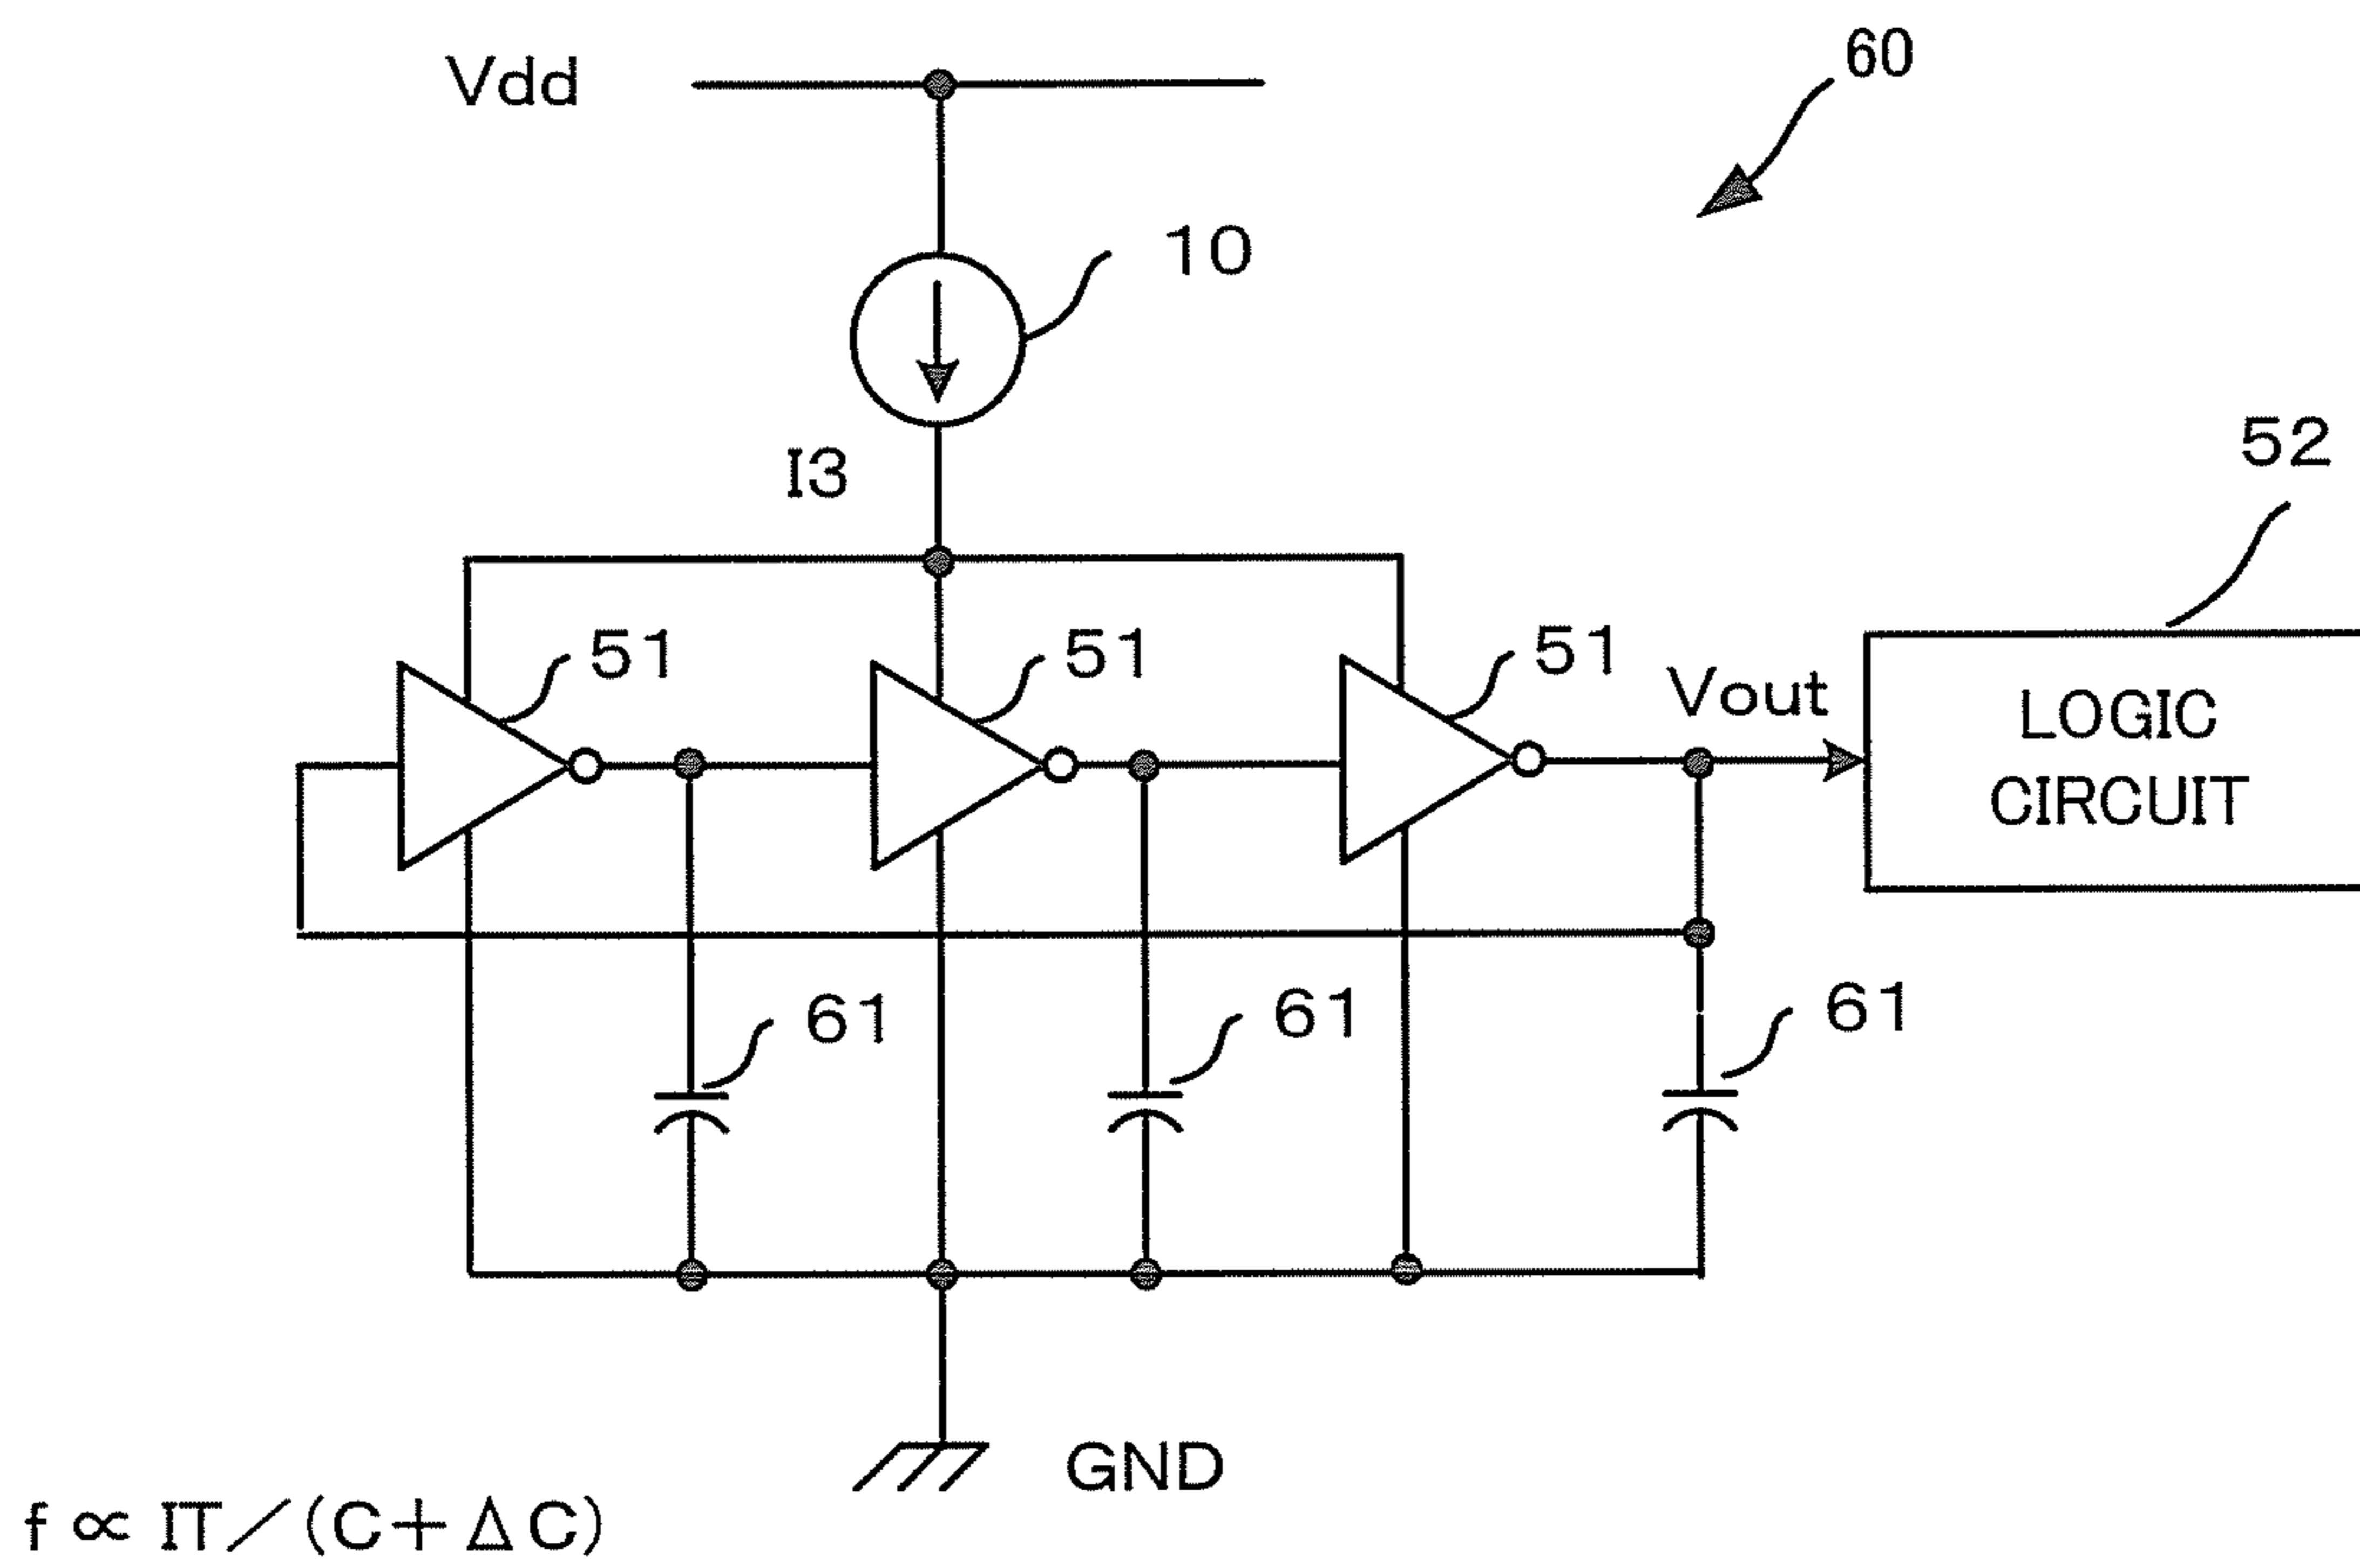 60
Vdd
10
52
I3
51
51
51
Vout
LOGIC
CIRCUIT
61
61
61
GND
f ∝ IT／(C＋ΔC)